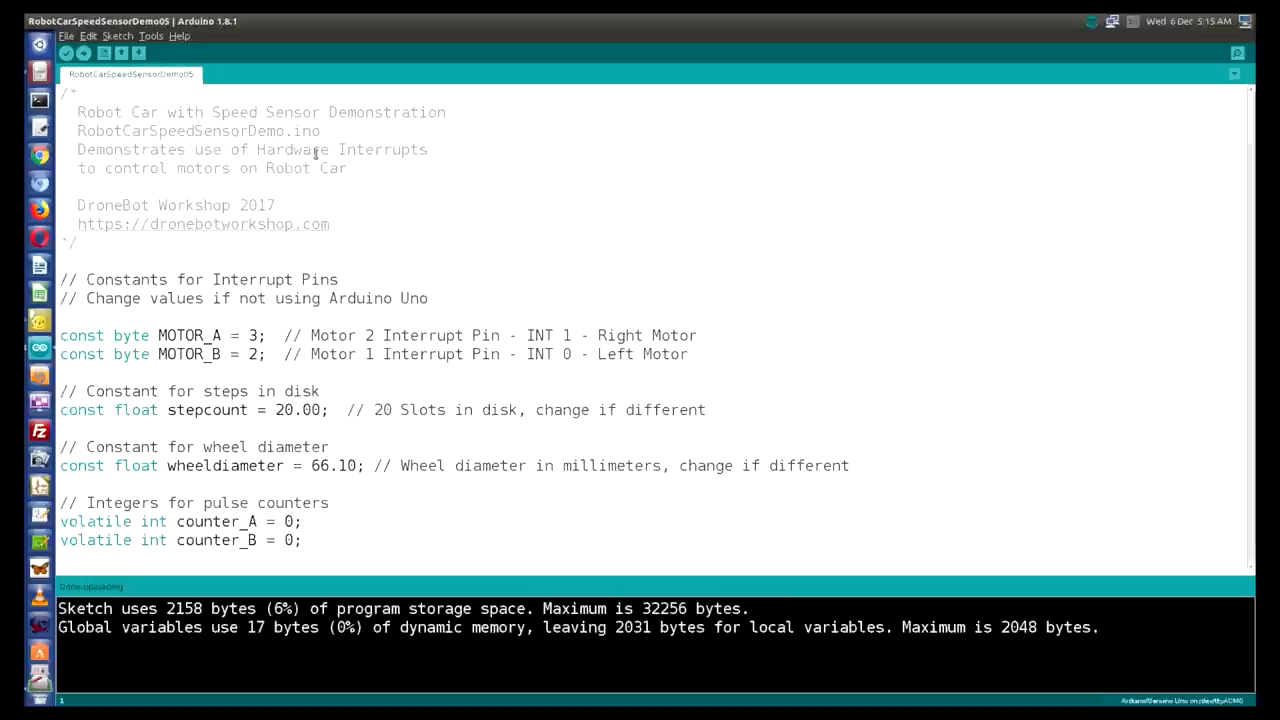 RobotCarSpeedSensorDemo05 | Arduino 1.8.1
Wed 6 Dec 5:15 AM
File Edit Sketch Tools Help
RobotCarSpeedSensorDemo05
/*
Robot Car with Speed Sensor Demonstration
RobotCarSpeedSensorDemo.ino
Demonstrates use of Hardware Interrupts
to control motors on Robot Car
DroneBot Workshop 2017
https://dronebotworkshop.com
*/
// Constants for Interrupt Pins
// Change values if not using Arduino Uno
const byte MOTOR_A = 3;  // Motor 2 Interrupt Pin - INT 1 - Right Motor
const byte MOTOR_B = 2;  // Motor 1 Interrupt Pin - INT 0 - Left Motor
// Constant for steps in disk
const float stepcount = 20.00;  // 20 Slots in disk, change if different
// Constant for wheel diameter
const float wheeldiameter = 66.10; // Wheel diameter in millimeters, change if different
// Integers for pulse counters
volatile int counter_A = 0;
volatile int counter_B = 0;
Done uploading
Sketch uses 2158 bytes (6%) of program storage space. Maximum is 32256 bytes.
Global variables use 17 bytes (0%) of dynamic memory, leaving 2031 bytes for local variables. Maximum is 2048 bytes.
1
Uno on